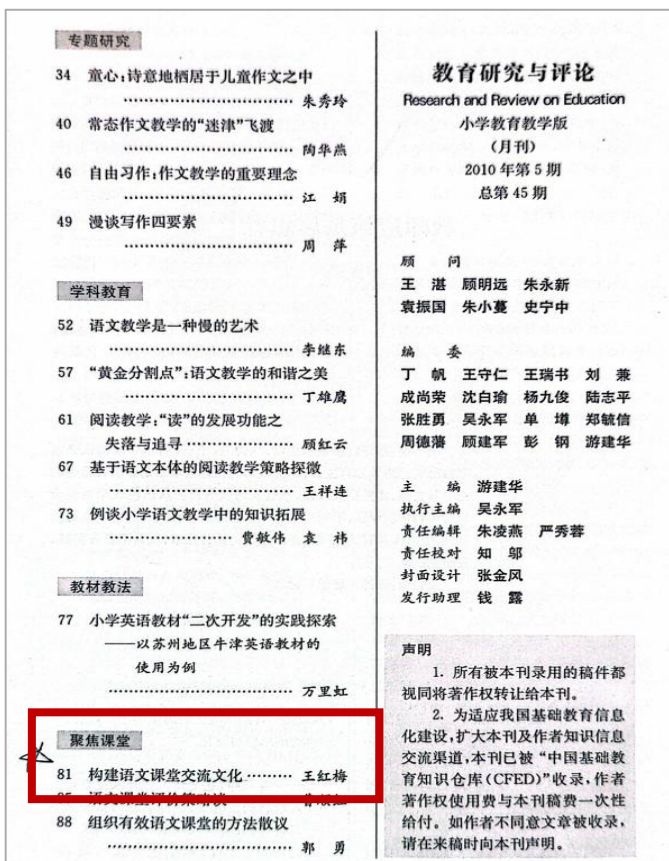 专题研究
34 童心:诗意地栖居于儿童作文之中
………………………… 朱秀玲
40 常态作文教学的“迷津”飞渡
………………………… 陶华燕
46 自由习作:作文教学的重要理念
………………………… 江 娟
49 漫谈写作四要素
………………………… 周 萍
学科教育
52 语文教学是一种慢的艺术
………………………… 李继东
57 “黄金分割点”:语文教学的和谐之美
………………………… 丁雄鹰
61 阅读教学:“读”的发展功能之
失落与追寻 ……………… 顾红云
67 基于语文本体的阅读教学策略探微
………………………… 王祥连
73 例谈小学语文教学中的知识拓展
……………… 费敏伟 袁 祎
教材教法
77 小学英语教材“二次开发”的实践探索
——以苏州地区牛津英语教材的
使用为例
………………………… 万里虹
聚焦课堂
81 构建语文课堂交流文化 ……… 王红梅
88 组织有效语文课堂的方法散议
………………………… 郭 勇
教育研究与评论
Research and Review on Education
小学教育教学版
(月刊)
2010 年第 5 期
总第 45 期
顾 问
王 湛 顾明远 朱永新
袁振国 朱小蔓 史宁中
编 委
丁 帆 王守仁 王瑞书 刘 兼
成尚荣 沈白瑜 杨九俊 陆志平
张胜勇 吴永军 单 墫 郑毓信
周德藩 顾建军 彭 钢 游建华
主 编 游建华
执行主编 吴永军
责任编辑 朱凌燕 严秀蓉
责任校对 知 邬
封面设计 张金风
发行助理 钱 露
声明
1. 所有被本刊录用的稿件都
视同将著作权转让给本刊。
2. 为适应我国基础教育信息
化建设,扩大本刊及作者知识信息
交流渠道,本刊已被“中国基础教
育知识仓库(CFED)”收录,作者
著作权使用费与本刊稿费一次性
给付。如作者不同意文章被收录,
请在来稿时向本刊声明。